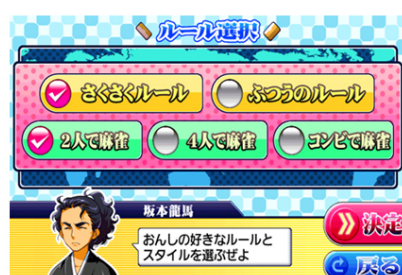 ルール選択
さくさくルール ふつうのルール
2人で麻雀 4人で麻雀 コンビで麻雀
坂本龍馬
おんしの好きなルールと
スタイルを選ぶぜよ
決定
戻る